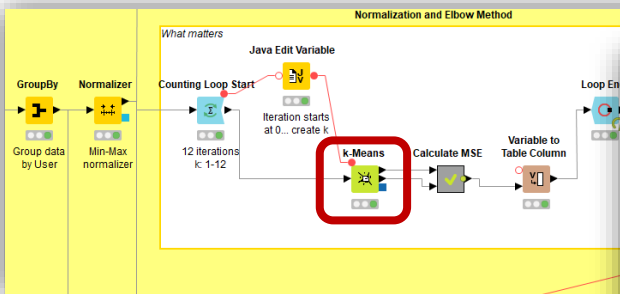 Normalization and Elbow Method
What matters
Java Edit Variable
GroupBy
Normalizer
Counting Loop Start
Loop En
Iteration starts
at 0... create k
Group data
by User
Min-Max
normalizer
12 iterations
k: 1-12
k-Means
Calculate MSE
Variable to
Table Column